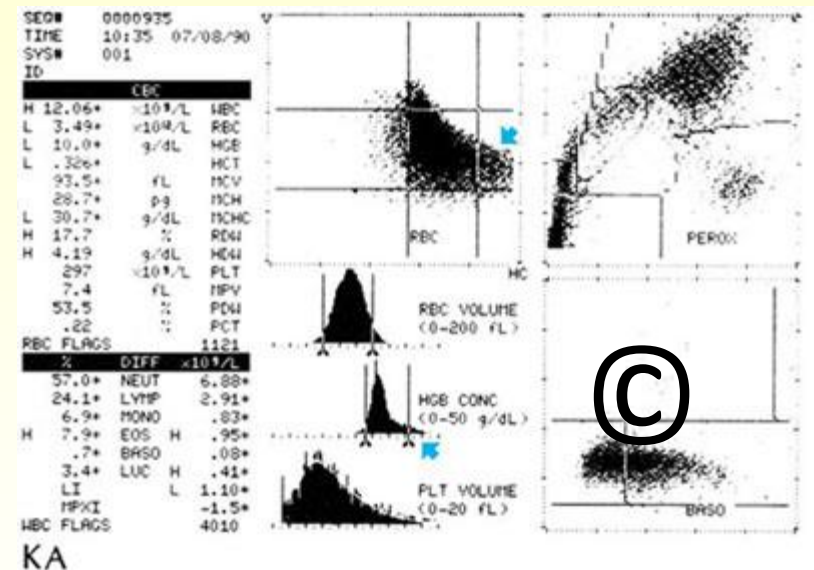 SEQ# 0000935
TIME 10:35 07/08/90
SYS# 001
ID
CBC
H 12.06* ×10⁹/L WBC
L 3.49* ×10¹²/L RBC
L 10.0* g/dL HGB
L .326* HCT
93.5* fL MCV
28.7* pg MCH
L 30.7* g/dL MCHC
H 17.7 % RDW
H 4.19 g/dL HDW
297 ×10⁹/L PLT
7.4 fL MPV
53.5 % PDW
.22 % PCT
RBC FLAGS 1121
% DIFF ×10⁹/L
57.0* NEUT 6.88*
24.1* LYMP 2.91*
6.9* MONO .83*
H 7.9* EOS H .95*
.7* BASO .08*
3.4* LUC H .41*
LI L 1.10*
MPXI -1.5*
WBC FLAGS 4010
KA
V
RBC
HC
RBC VOLUME
(0-200 fL)
HGB CONC
(0-50 g/dL)
PLT VOLUME
(0-20 fL)
PEROX
©
BASO